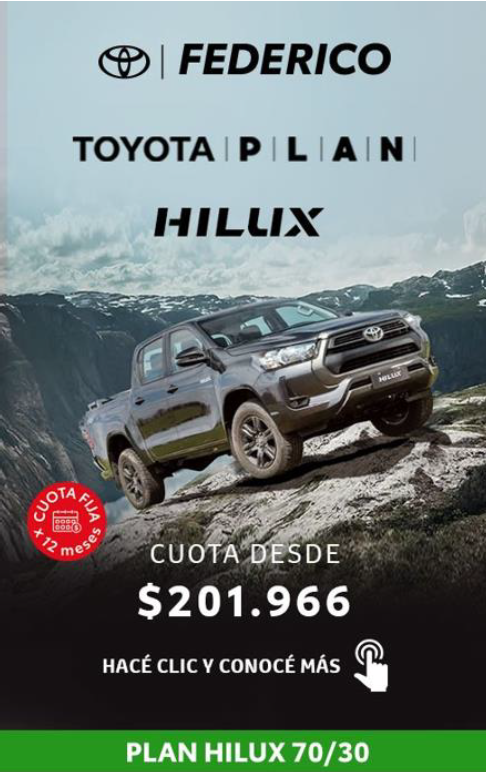 FEDERICO
TOYOTA PLAN
HILUX
HILUX
CUOTA FIJA
x 12 meses
CUOTA DESDE
$201.966
HACÉ CLIC Y CONOCÉ MÁS
PLAN HILUX 70/30